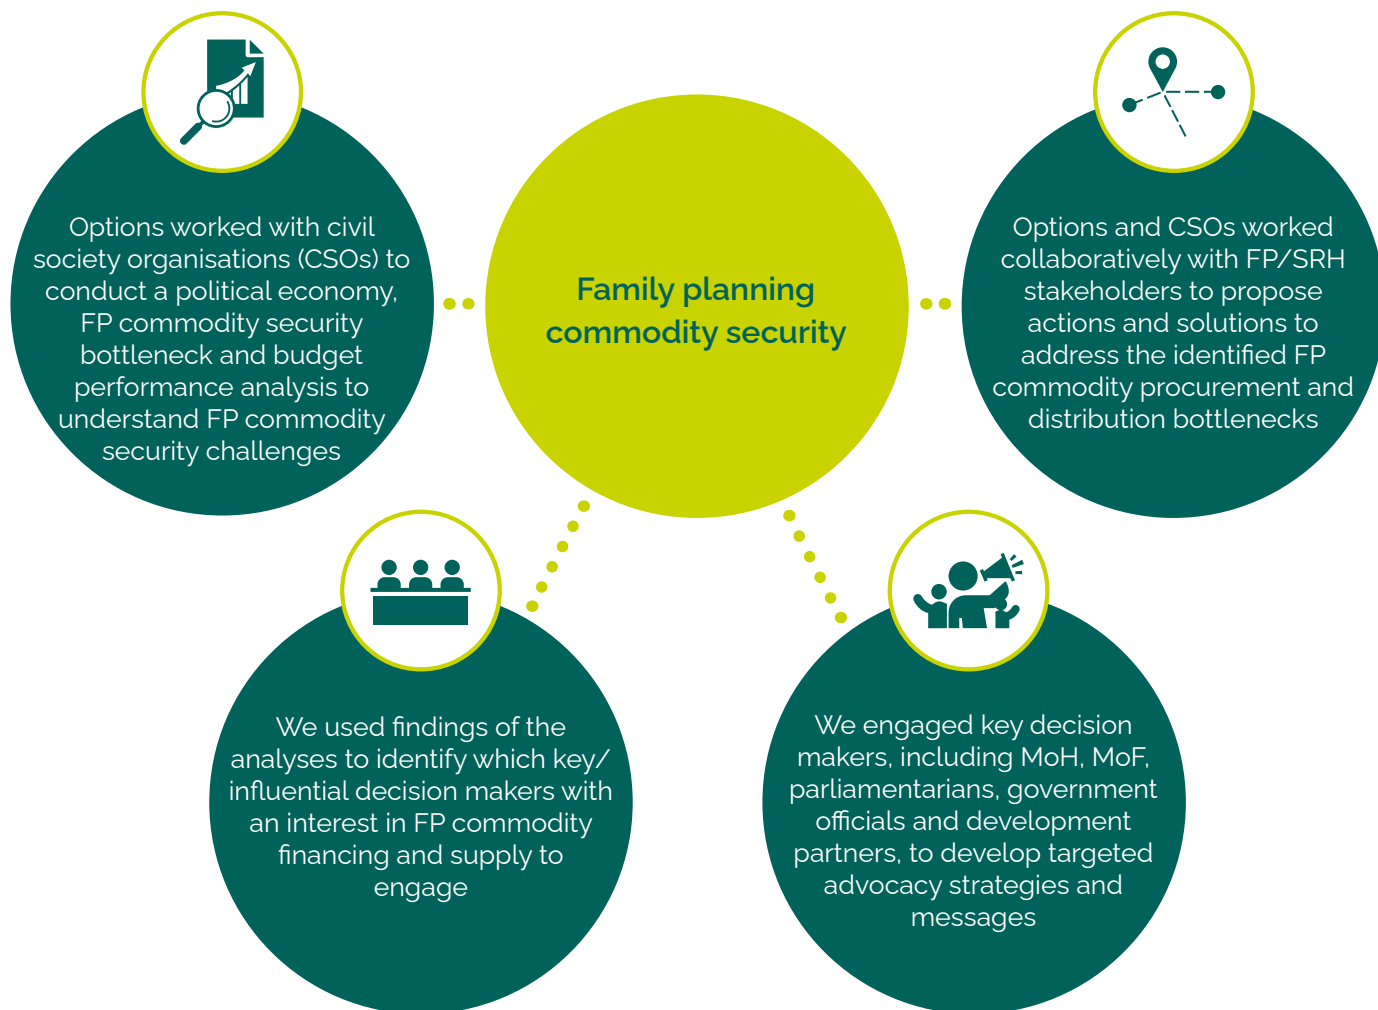 Options worked with civil
society organisations (CSOs) to
conduct a political economy,
FP commodity security
bottleneck and budget
performance analysis to
understand FP commodity
security challenges
Family planning
commodity security
Options and CSOs worked
collaboratively with FP/SRH
stakeholders to propose
actions and solutions to
address the identified FP
commodity procurement and
distribution bottlenecks
We used findings of the
analyses to identify which key/
influential decision makers with
an interest in FP commodity
financing and supply to
engage
We engaged key decision
makers, including MoH, MoF,
parliamentarians, government
officials and development
partners, to develop targeted
advocacy strategies and
messages